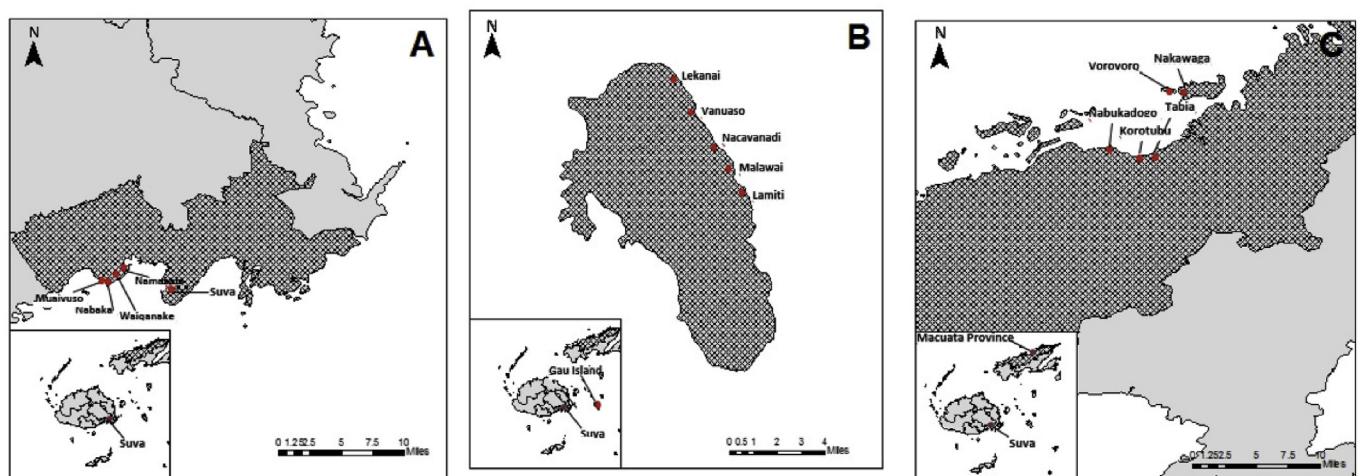 N
A
Muaivuso
Nabaka
Waiqanake
Suva
Suva
0 1.25 2.5 5 7.5 10
Miles
N
B
Lekanai
Vanuaso
Nacavanadi
Malawai
Lamiti
Gau Island
Suva
0 0.5 1 2 3 4
Miles
N
C
Vorovoro
Nakawaga
Tabia
Nabukadogo
Korotubu
Macuata Province
Suva
0 1.25 2.5 5 7.5 10
Miles